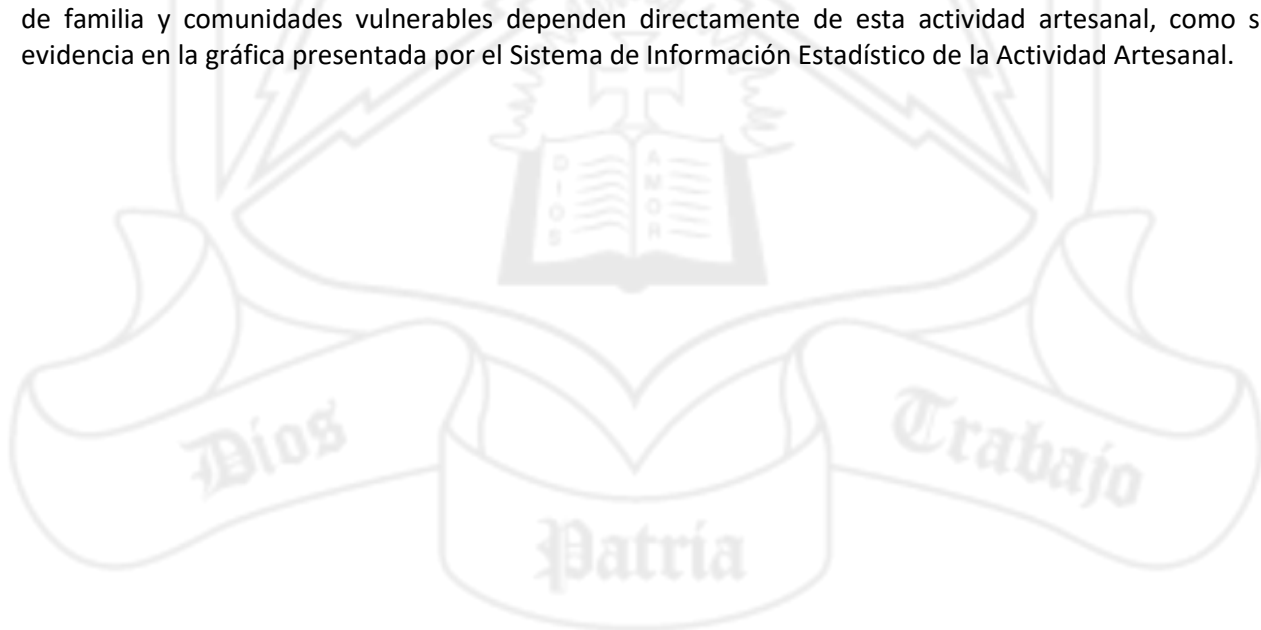 de familia y comunidades vulnerables dependen directamente de esta actividad artesanal, como s
evidencia en la gráfica presentada por el Sistema de Información Estadístico de la Actividad Artesanal.
DIOS
AMOR
Dios
Trabajo
Patria